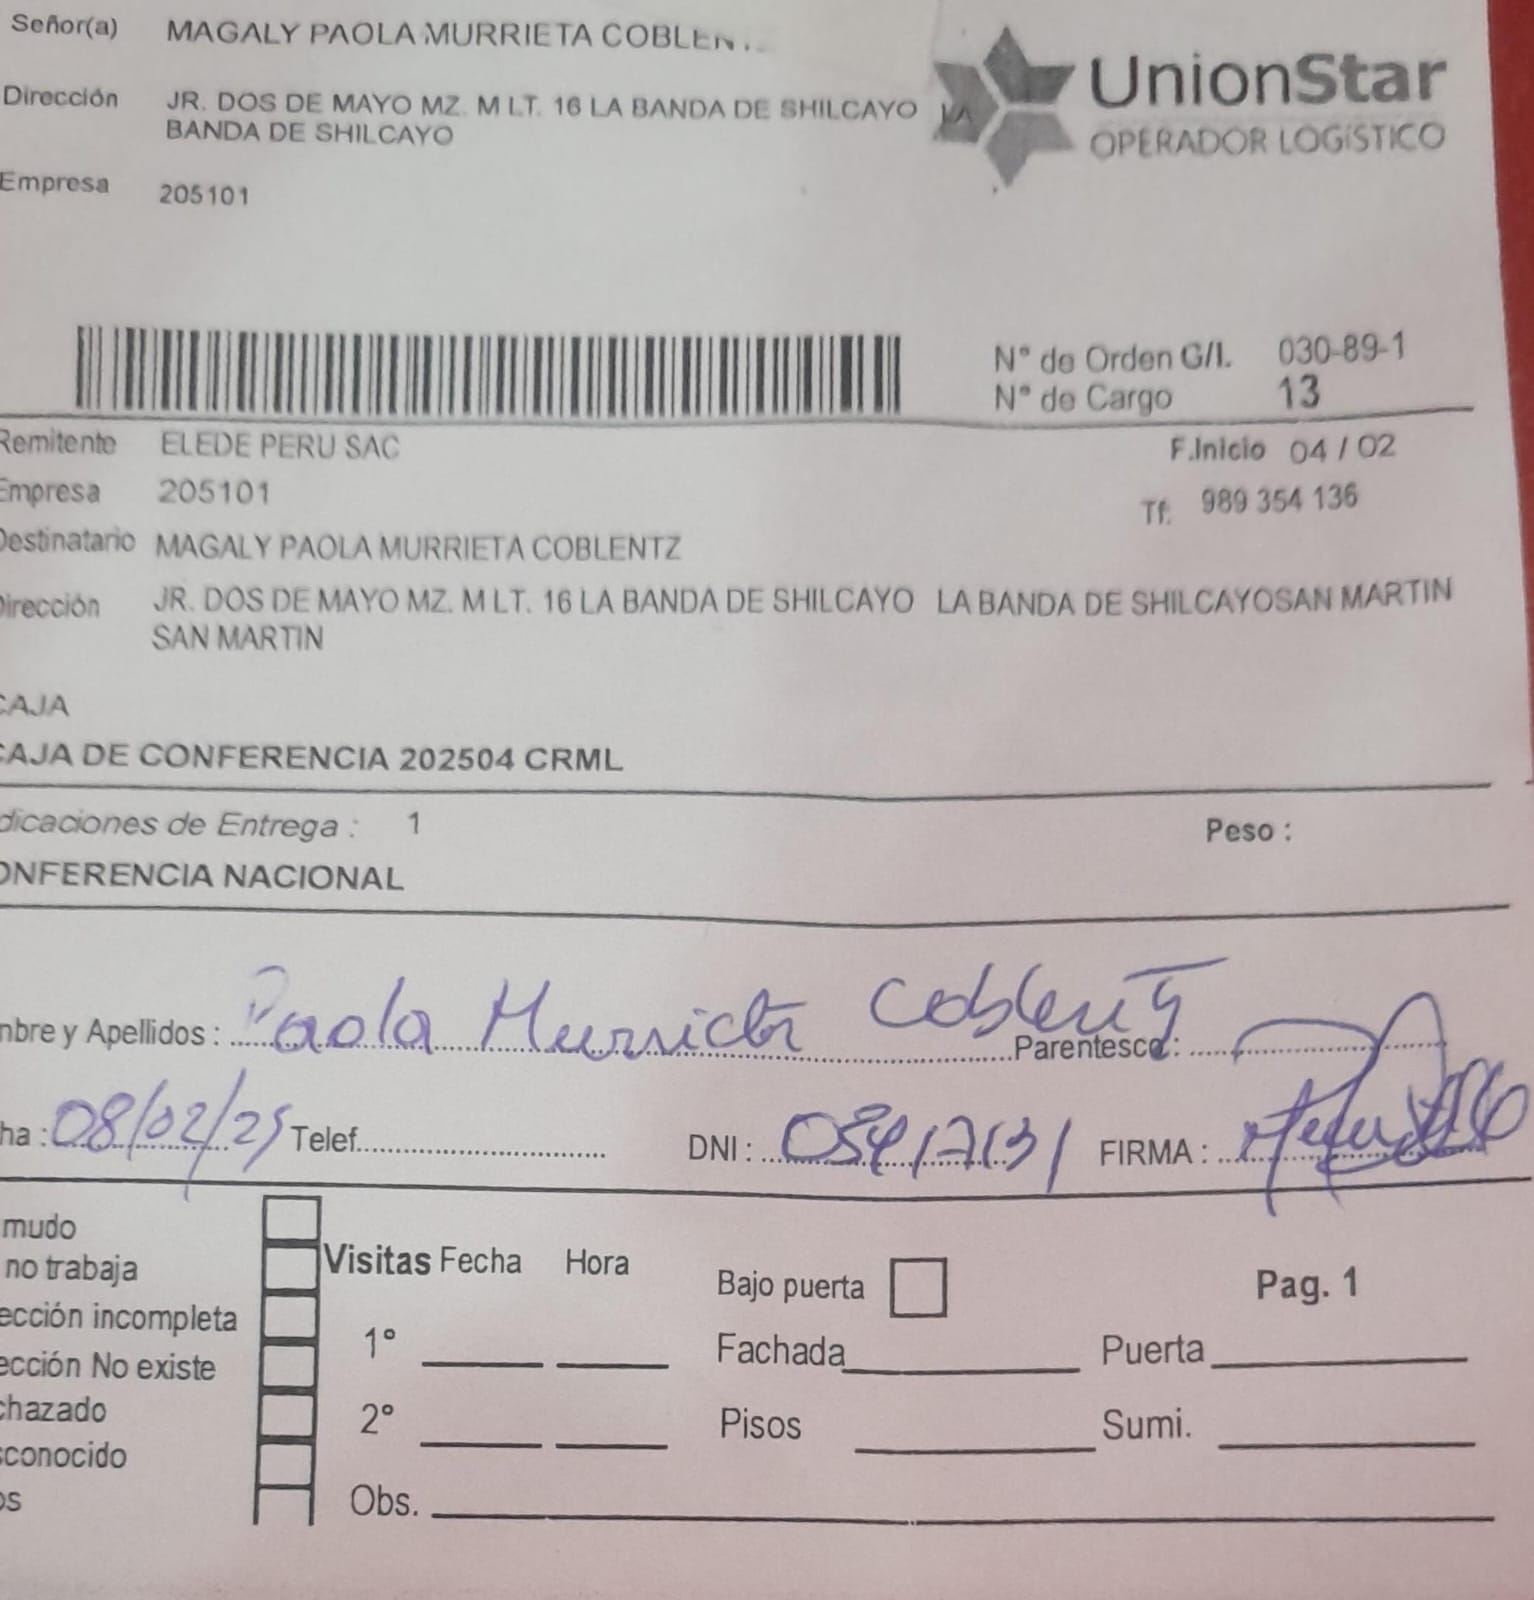 Señor(a) MAGALY PAOLA MURRIETA COBLEN
UnionStar
OPERADOR LOGÍSTICO
Dirección JR. DOS DE MAYO MZ. M LT. 16 LA BANDA DE SHILCAYO LA
BANDA DE SHILCAYO
Empresa 205101
N° de Orden G/I. 030-89-1
N° de Cargo 13
Remitente ELEDE PERU SAC
F.Inicio 04 / 02
Empresa 205101
Tf: 989 354 136
Destinatario MAGALY PAOLA MURRIETA COBLENTZ
Dirección JR. DOS DE MAYO MZ. M LT. 16 LA BANDA DE SHILCAYO LA BANDA DE SHILCAYOSAN MARTIN
SAN MARTIN
CAJA
CAJA DE CONFERENCIA 202504 CRML
dicaciones de Entrega : 1
Peso :
ONFERENCIA NACIONAL
mbre y Apellidos : Paola Murrieta Coblentz Parentesco:
ha : 08/02/25 Telef. DNI : FIRMA :
mudo
no trabaja
Visitas Fecha Hora
Bajo puerta
Pag. 1
ección incompleta
1° Fachada Puerta
ección No existe
chazado
2° Pisos Sumi.
sconocido
os
Obs.